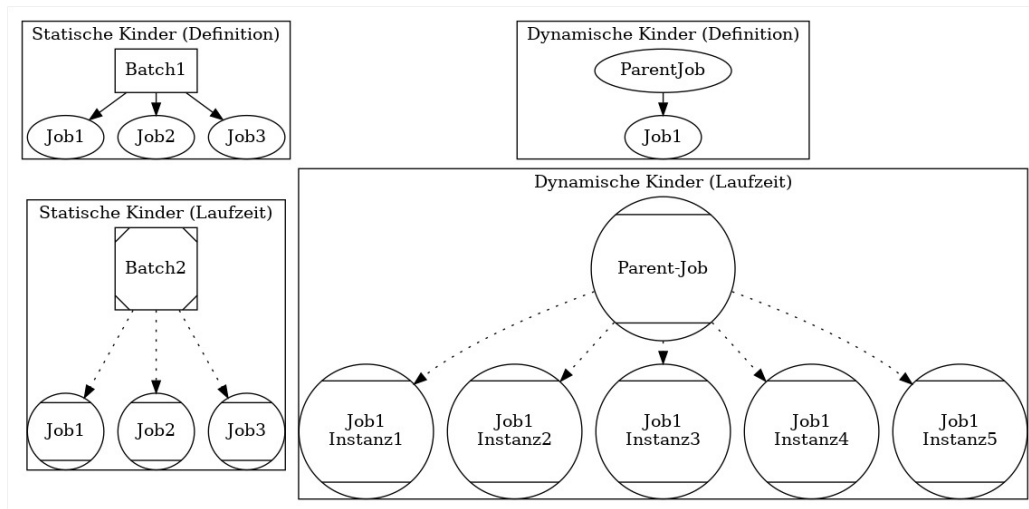 Statische Kinder (Definition)
Batch1
Job1
Job2
Job3
Dynamische Kinder (Definition)
ParentJob
Job1
Statische Kinder (Laufzeit)
Batch2
Job1
Job2
Job3
Dynamische Kinder (Laufzeit)
Parent-Job
Job1
Instanz1
Job1
Instanz2
Job1
Instanz3
Job1
Instanz4
Job1
Instanz5